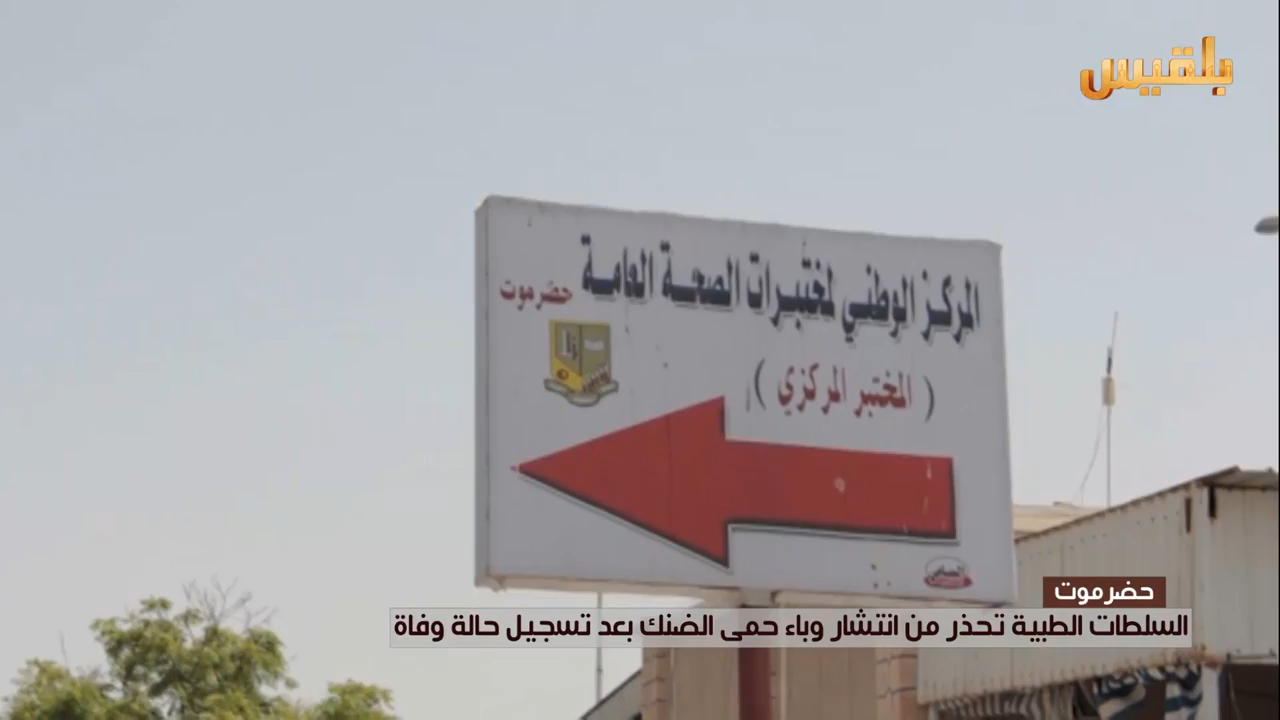 بلقيس
المركز الوطني لمختبرات الصحة العامة حضرموت
( المختبر المركزي )
حضرموت
السلطات الطبية تحذر من انتشار وباء حمى الضنك بعد تسجيل حالة وفاة